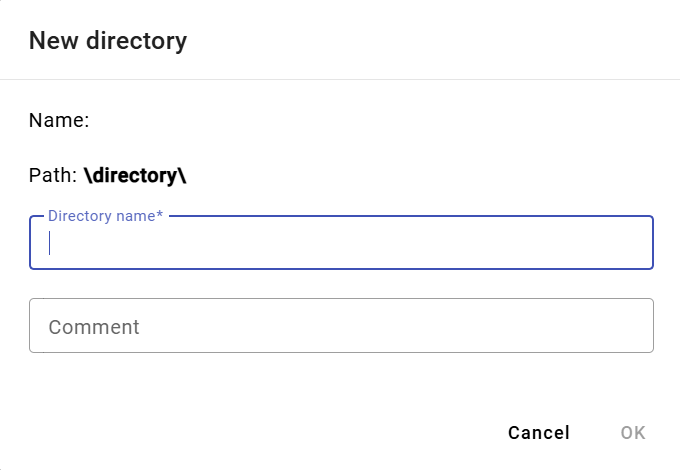 New directory
Name:
Path: \directory\
Directory name*
Comment
Cancel OK